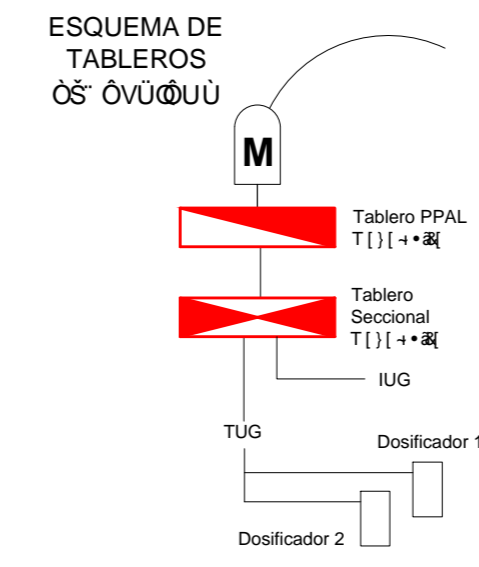 ESQUEMA DE
TABLEROS
M
Tablero PPAL
Tablero
Seccional
IUG
TUG
Dosificador 1
Dosificador 2